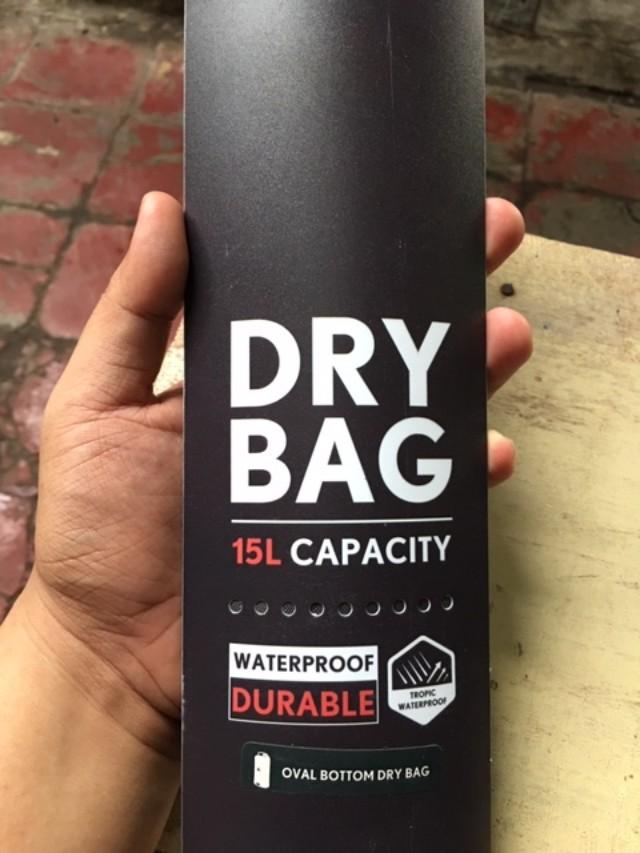 DRY
BAG
15L CAPACITY
WATERPROOF
DURABLE
TROPIC
WATERPROOF
OVAL BOTTOM DRY BAG